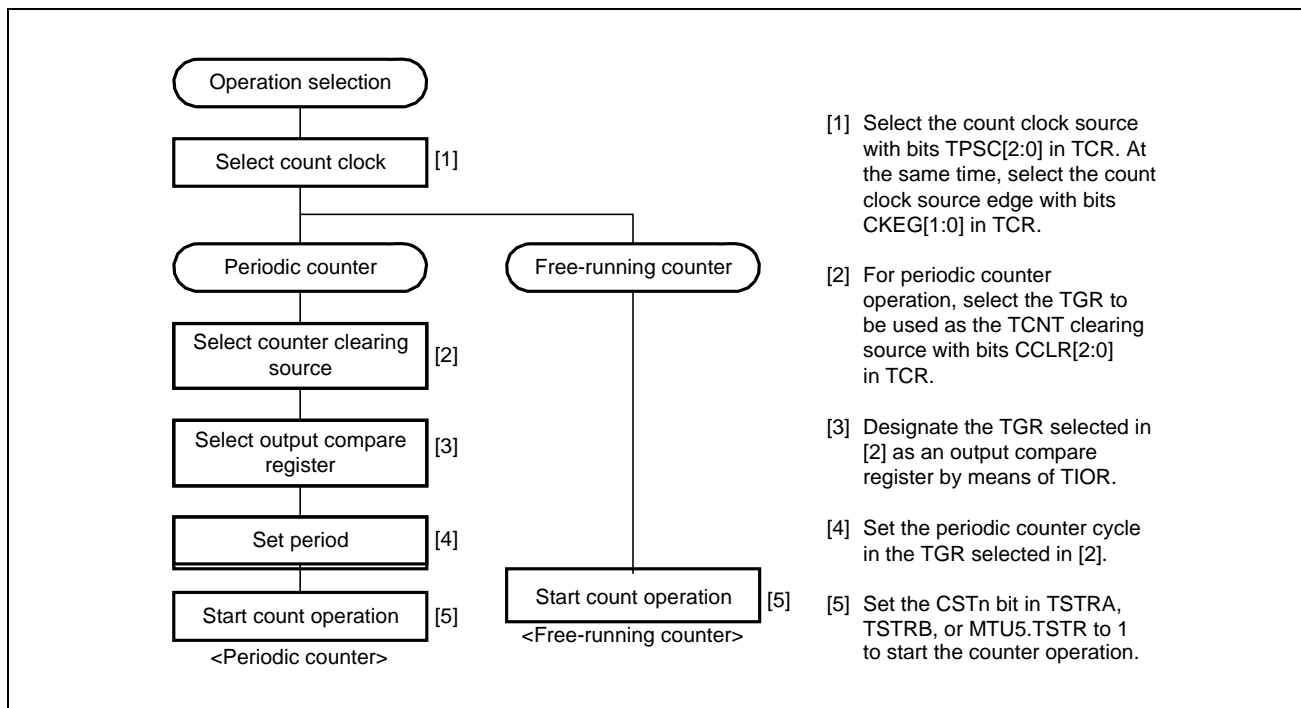 Operation selection
Select count clock
[1]
Periodic counter
Free-running counter
Select counter clearing
source
[2]
Select output compare
register
[3]
Set period
[4]
Start count operation
[5]
<Periodic counter>
Start count operation
[5]
<Free-running counter>
[1] Select the count clock source
with bits TPSC[2:0] in TCR. At
the same time, select the count
clock source edge with bits
CKEG[1:0] in TCR.
[2] For periodic counter
operation, select the TGR to
be used as the TCNT clearing
source with bits CCLR[2:0]
in TCR.
[3] Designate the TGR selected in
[2] as an output compare
register by means of TIOR.
[4] Set the periodic counter cycle
in the TGR selected in [2].
[5] Set the CSTn bit in TSTRA,
TSTRB, or MTU5.TSTR to 1
to start the counter operation.